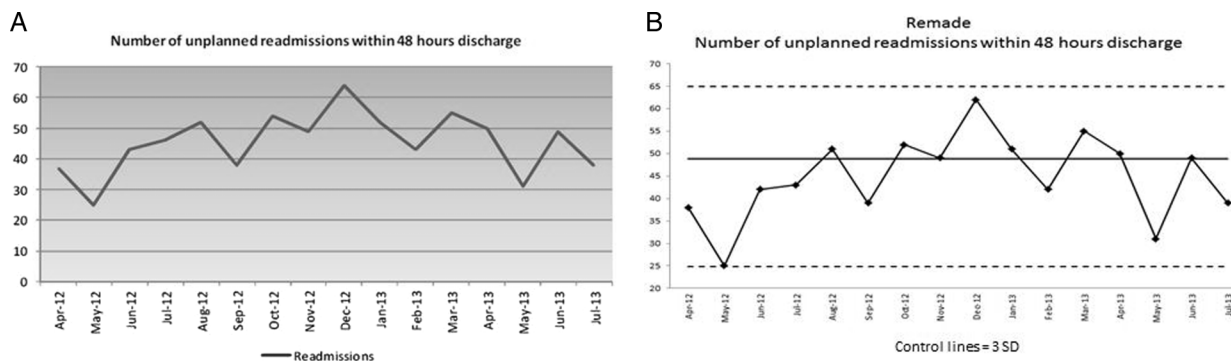 A
Number of unplanned readmissions within 48 hours discharge
70
60
50
40
30
20
10
0
Apr-12
May-12
Jun-12
Jul-12
Aug-12
Sep-12
Oct-12
Nov-12
Dec-12
Jan-13
Feb-13
Mar-13
Apr-13
May-13
Jun-13
Jul-13
Readmissions
B
Remade
Number of unplanned readmissions within 48 hours discharge
70
65
60
55
50
45
40
35
30
25
20
Apr-12
May-12
Jun-12
Jul-12
Aug-12
Sep-12
Oct-12
Nov-12
Dec-12
Jan-13
Feb-13
Mar-13
Apr-13
May-13
Jun-13
Jul-13
Control lines = 3 SD